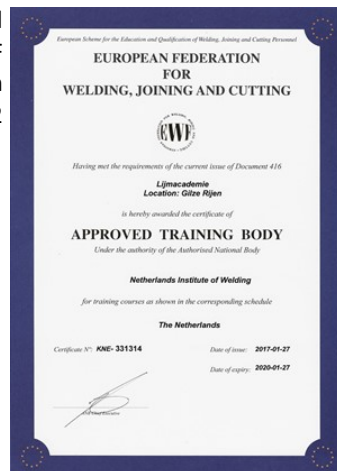 European Scheme for the Education and Qualification of Welding, Joining and Cutting Personnel
EUROPEAN FEDERATION
FOR
WELDING, JOINING AND CUTTING
EWF
Having met the requirements of the current issue of Document 416
Lijmacademie
Location: Gilze Rijen
is hereby awarded the certificate of
APPROVED TRAINING BODY
Under the authority of the Authorised National Body
Netherlands Institute of Welding
for training courses as shown in the corresponding schedule
The Netherlands
Certificate Nº: KNE- 331314
Date of issue: 2017-01-27
Date of expiry: 2020-01-27